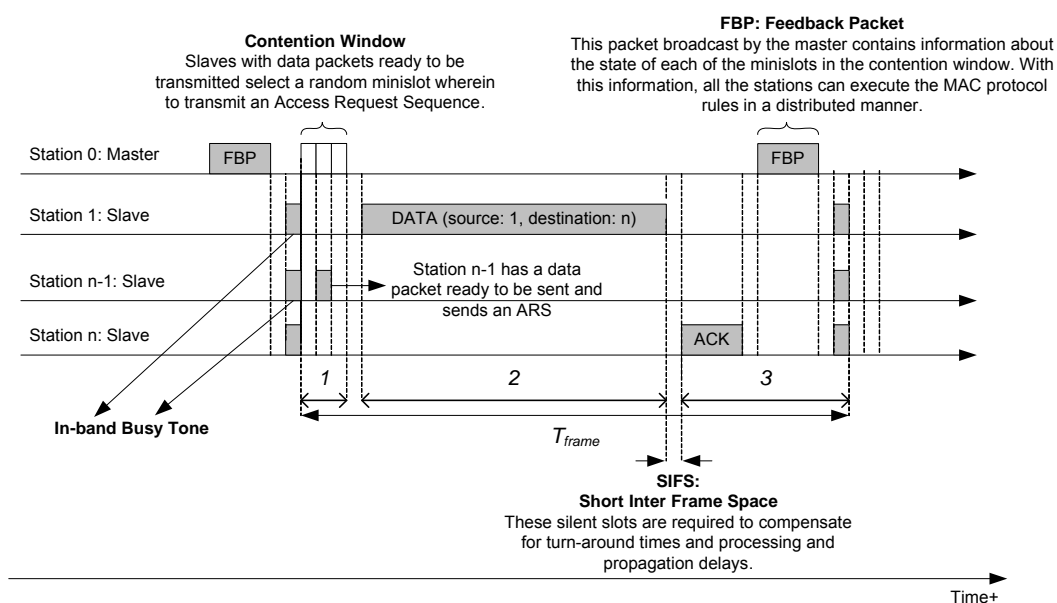 Contention Window
Slaves with data packets ready to be
transmitted select a random minislot wherein
to transmit an Access Request Sequence.
FBP: Feedback Packet
This packet broadcast by the master contains information about
the state of each of the minislots in the contention window. With
this information, all the stations can execute the MAC protocol
rules in a distributed manner.
Station 0: Master
FBP
FBP
Station 1: Slave
DATA (source: 1, destination: n)
Station n-1: Slave
Station n-1 has a data
packet ready to be sent and
sends an ARS
Station n: Slave
ACK
1
2
3
In-band Busy Tone
Tframe
SIFS:
Short Inter Frame Space
These silent slots are required to compensate
for turn-around times and processing and
propagation delays.
Time+